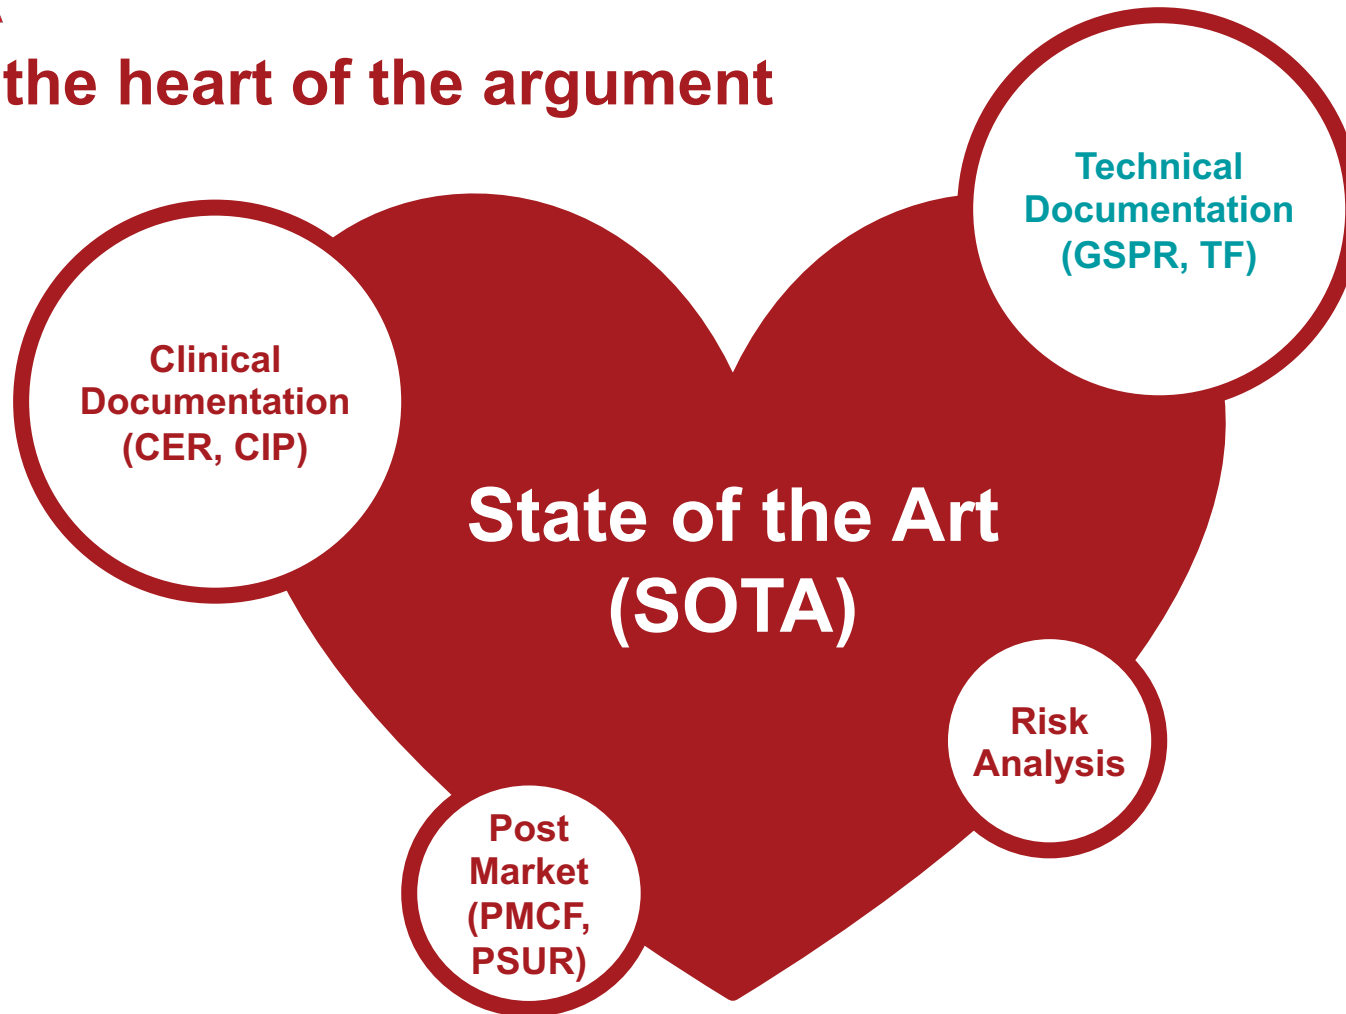 the heart of the argument
Technical
Documentation
(GSPR, TF)
Clinical
Documentation
(CER, CIP)
State of the Art
(SOTA)
Risk
Analysis
Post
Market
(PMCF,
PSUR)